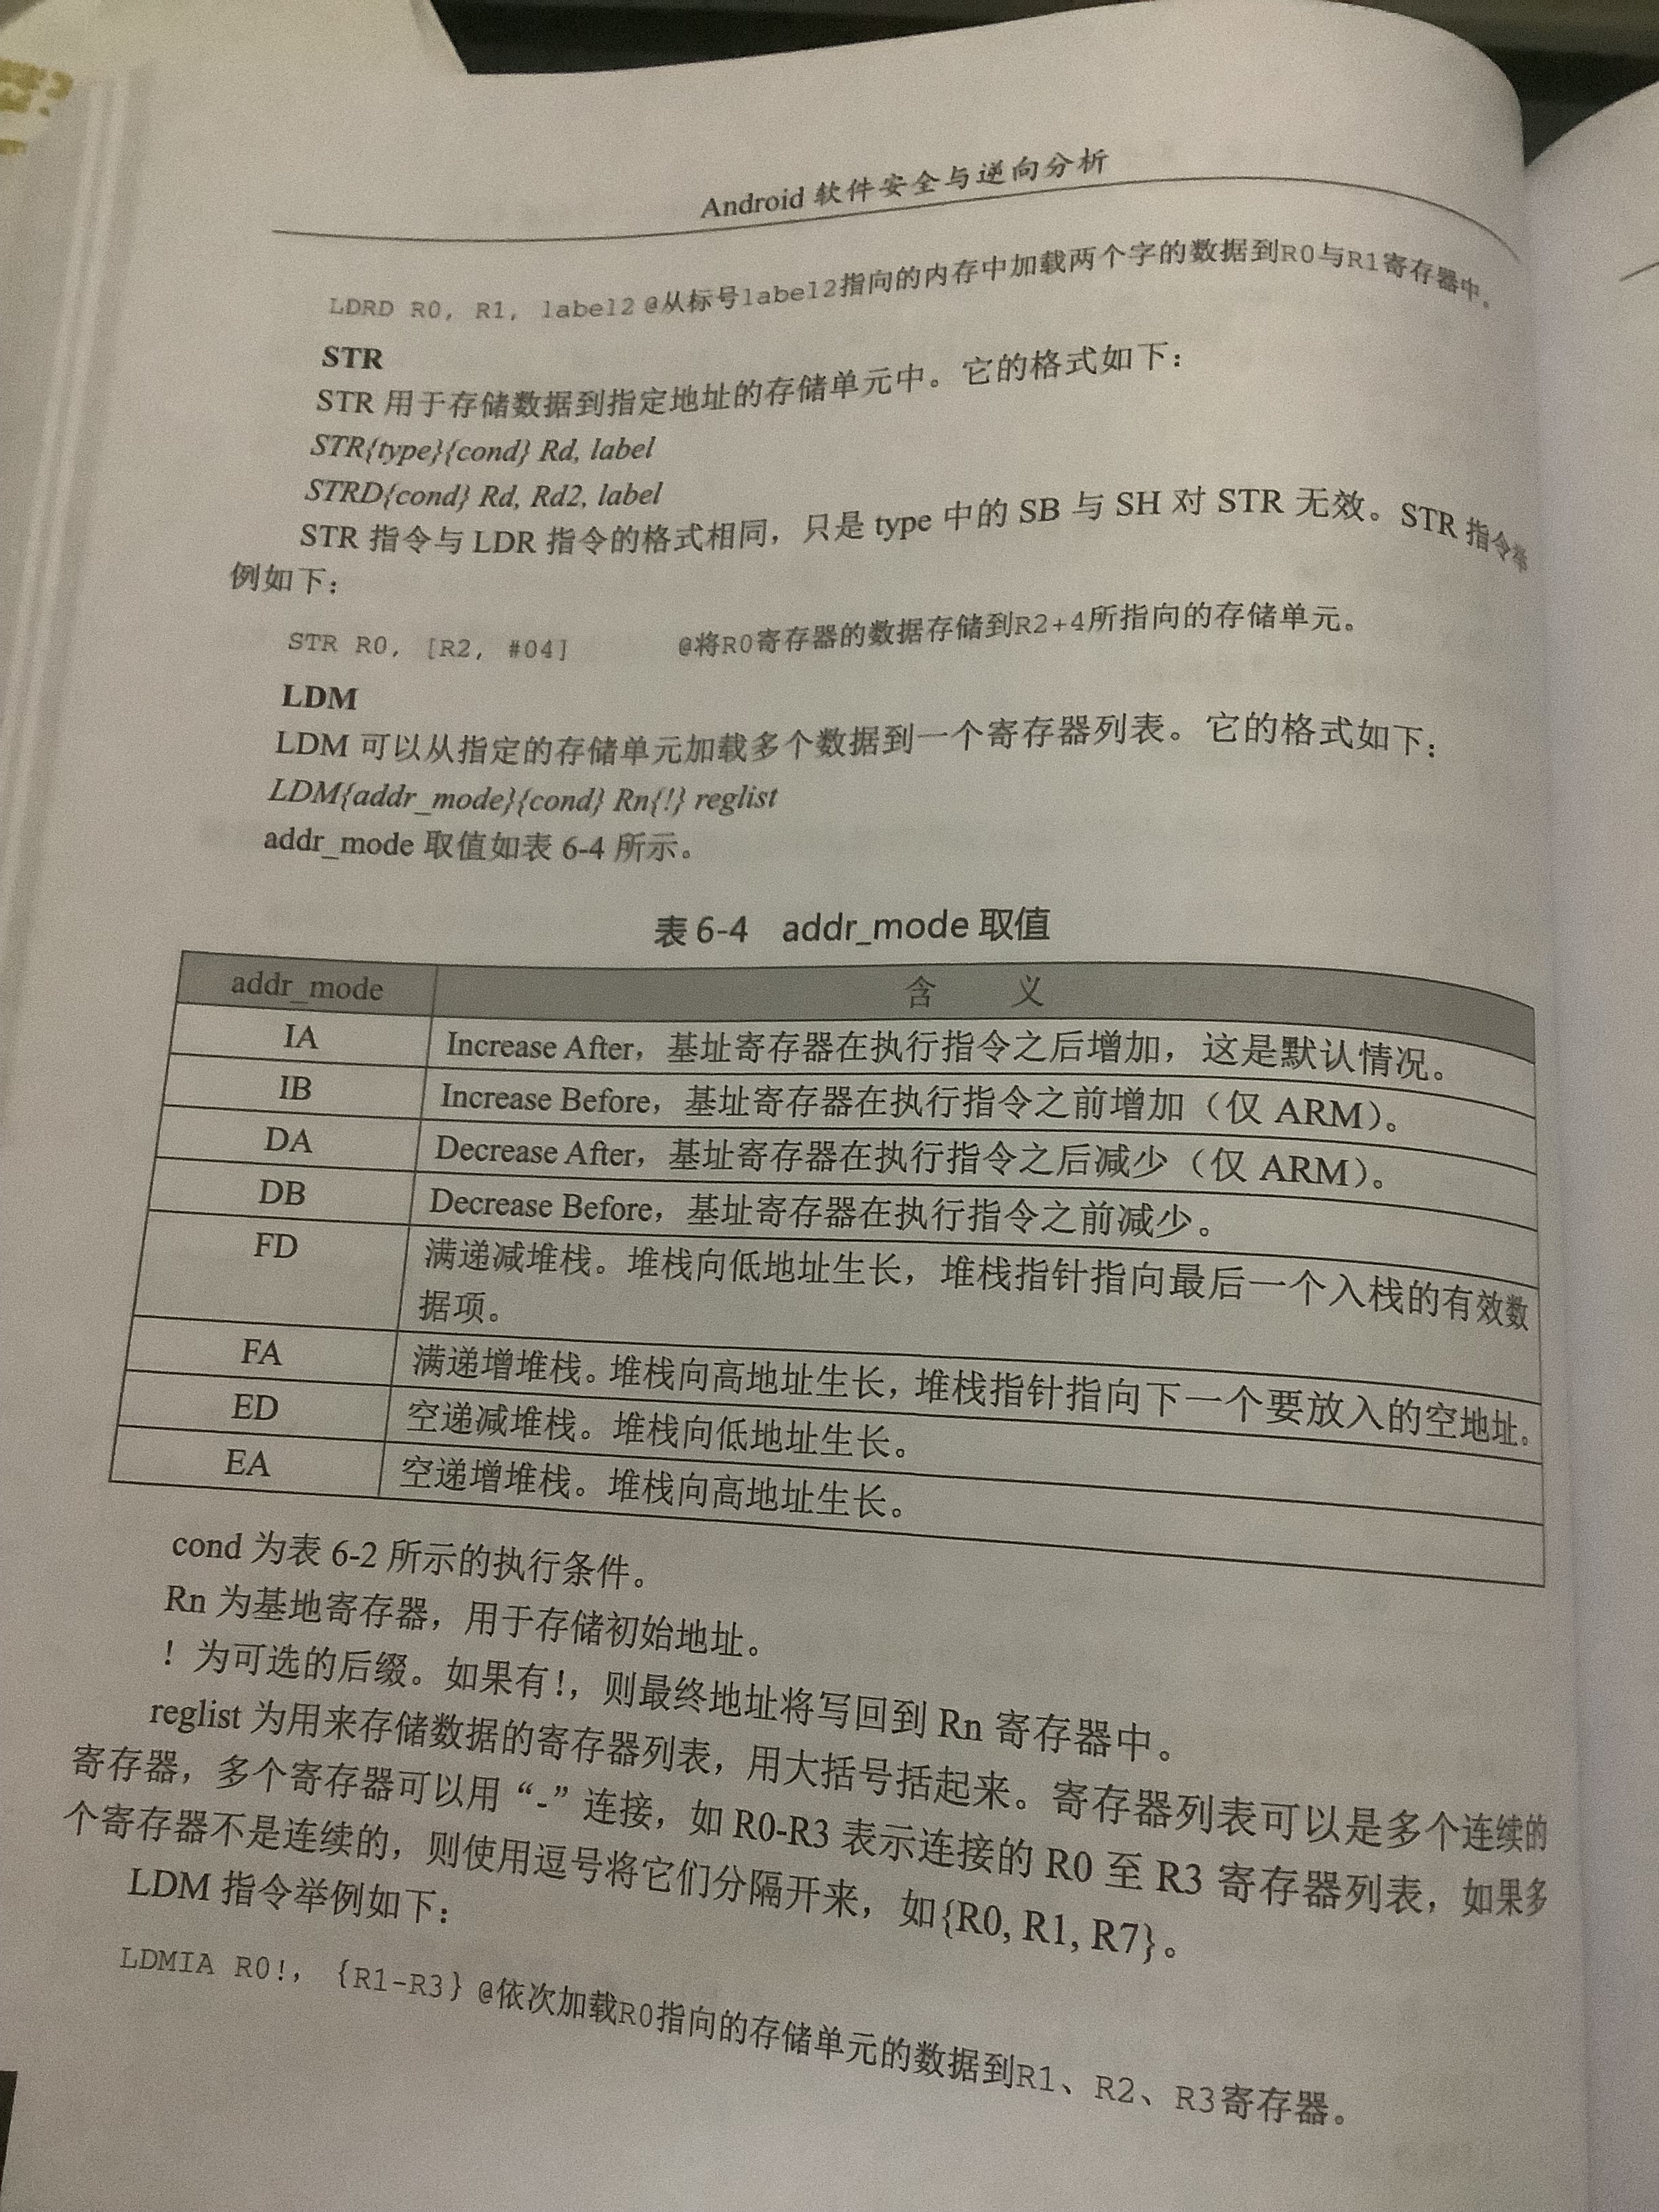 Android 软件安全与逆向分析
LDRD R0, R1, label2 @从标号label2指向的内存中加载两个字的数据到R0与R1寄存器中。
STR
STR 用于存储数据到指定地址的存储单元中。它的格式如下：
STR{type}{cond} Rd, label
STRD{cond} Rd, Rd2, label
STR 指令与 LDR 指令的格式相同，只是 type 中的 SB 与 SH 对 STR 无效。STR 指令举
例如下：
STR R0, [R2, #04] @将R0寄存器的数据存储到R2+4所指向的存储单元。
LDM
LDM 可以从指定的存储单元加载多个数据到一个寄存器列表。它的格式如下：
LDM{addr_mode}{cond} Rn{!} reglist
addr_mode 取值如表 6-4 所示。
表 6-4 addr_mode 取值
addr_mode 含 义
IA Increase After，基址寄存器在执行指令之后增加，这是默认情况。
IB Increase Before，基址寄存器在执行指令之前增加（仅 ARM）。
DA Decrease After，基址寄存器在执行指令之后减少（仅 ARM）。
DB Decrease Before，基址寄存器在执行指令之前减少。
FD 满递减堆栈。堆栈向低地址生长，堆栈指针指向最后一个入栈的有效数
据项。
FA 满递增堆栈。堆栈向高地址生长，堆栈指针指向下一个要放入的空地址。
ED 空递减堆栈。堆栈向低地址生长。
EA 空递增堆栈。堆栈向高地址生长。
cond 为表 6-2 所示的执行条件。
Rn 为基地寄存器，用于存储初始地址。
！为可选的后缀。如果有!，则最终地址将写回到 Rn 寄存器中。
reglist 为用来存储数据的寄存器列表，用大括号括起来。寄存器列表可以是多个连续的
寄存器，多个寄存器可以用“-”连接，如 R0-R3 表示连接的 R0 至 R3 寄存器列表，如果多
个寄存器不是连续的，则使用逗号将它们分隔开来，如{R0, R1, R7}。
LDM 指令举例如下：
LDMIA R0!, {R1-R3} @依次加载R0指向的存储单元的数据到R1、R2、R3寄存器。